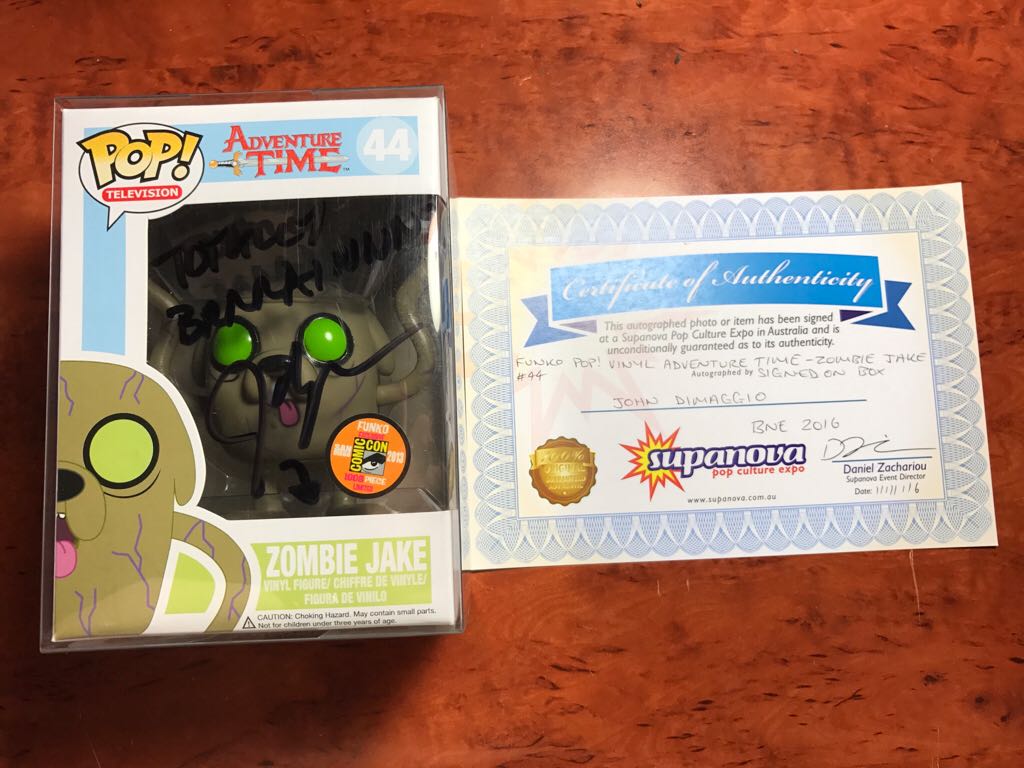 POP!
TELEVISION
ADVENTURE
TIME™
44
FUNKO
SAN COMIC CON 2013
1008 PIECE
LIMITED
ZOMBIE JAKE
VINYL FIGURE/ CHIFFRE DE VINYLE/
FIGURA DE VINILO
CAUTION: Choking Hazard. May contain small parts.
Not for children under three years of age.
Certificate of Authenticity
This autographed photo or item has been signed
at a Supanova Pop Culture Expo in Australia and is
unconditionally guaranteed as to its authenticity.
FUNKO POP! VINYL ADVENTURE TIME - ZOMBIE JAKE
#44 Autographed by SIGNED ON BOX
JOHN DIMAGGIO
BNE 2016
100%
supanova
pop culture expo
www.supanova.com.au
Daniel Zachariou
Supanova Event Director
Date: